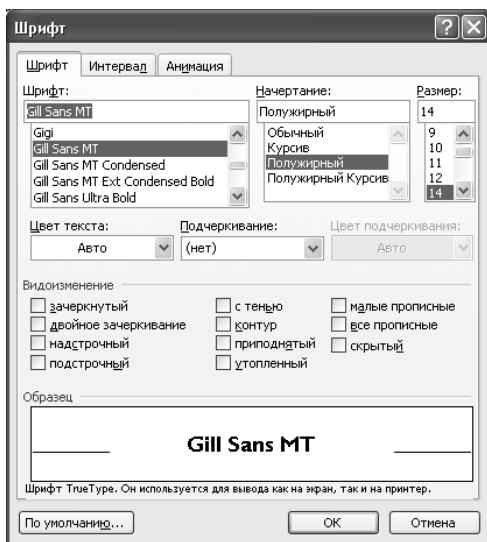 Шрифт
Шрифт Интервал Анимация
Шрифт: Начертание: Размер:
Gill Sans MT Полужирный 14
Gigi Обычный 9
Gill Sans MT Курсив 10
Gill Sans MT Condensed Полужирный 11
Gill Sans MT Ext Condensed Bold Полужирный Курсив 12
Gill Sans Ultra Bold 14
Цвет текста: Подчеркивание: Цвет подчеркивания:
Авто (нет) Авто
Видоизменение
зачеркнутый с тенью малые прописные
двойное зачеркивание контур все прописные
надстрочный приподнятый скрытый
подстрочный утопленный
Образец
Gill Sans MT
Шрифт TrueType. Он используется для вывода как на экран, так и на принтер.
По умолчанию... ОК Отмена